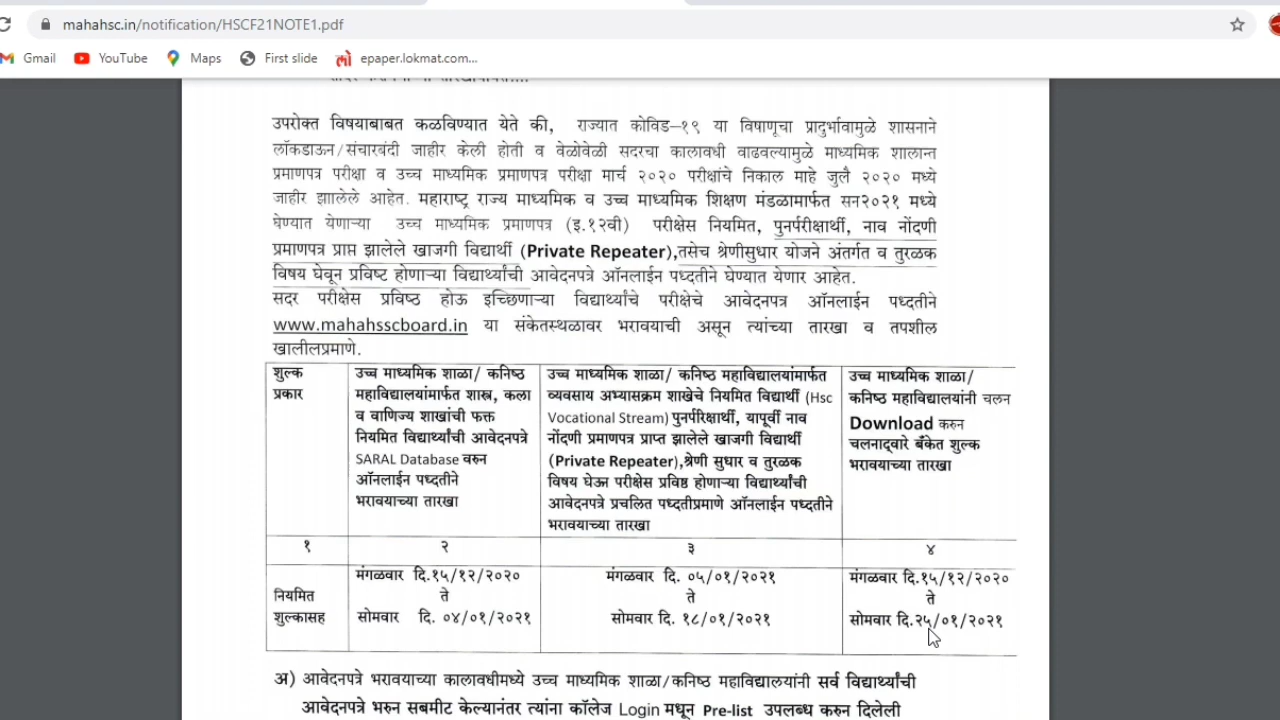 mahahsc.in/notification/HSCF21NOTE1.pdf
Gmail YouTube Maps First slide epaper.lokmat.com...
उपरोक्त विषयाबाबत कळविण्यात येते की, राज्यात कोविड–१९ या विषाणूचा प्रादुर्भावामुळे शासनाने
लॉकडाऊन/संचारबंदी जाहीर केली होती व वेळोवेळी सदरचा कालावधी वाढवल्यामुळे माध्यमिक शालान्त
प्रमाणपत्र परीक्षा व उच्च माध्यमिक प्रमाणपत्र परीक्षा मार्च २०२० परीक्षांचे निकाल माहे जुलै २०२० मध्ये
जाहीर झालेले आहेत. महाराष्ट्र राज्य माध्यमिक व उच्च माध्यमिक शिक्षण मंडळामार्फत सन२०२१ मध्ये
घेण्यात येणाऱ्या उच्च माध्यमिक प्रमाणपत्र (इ.१२वी) परीक्षेस नियमित, पुनर्परीक्षार्थी, नाव नोंदणी
प्रमाणपत्र प्राप्त झालेले खाजगी विद्यार्थी (Private Repeater),तसेच श्रेणीसुधार योजने अंतर्गत व तुरळक
विषय घेवून प्रविष्ट होणाऱ्या विद्यार्थ्यांची आवेदनपत्रे ऑनलाईन पध्दतीने घेण्यात येणार आहेत.
सदर परीक्षेस प्रविष्ठ होऊ इच्छिणाऱ्या विद्यार्थ्यांचे परीक्षेचे आवेदनपत्र ऑनलाईन पध्दतीने
www.mahahsscboard.in या संकेतस्थळावर भरावयाची असून त्यांच्या तारखा व तपशील
खालीलप्रमाणे.
शुल्क
प्रकार
उच्च माध्यमिक शाळा/ कनिष्ठ
महाविद्यालयांमार्फत शास्त्र, कला
व वाणिज्य शाखांची फक्त
नियमित विद्यार्थ्यांची आवेदनपत्रे
SARAL Database वरुन
ऑनलाईन पध्दतीने
भरावयाच्या तारखा
उच्च माध्यमिक शाळा/ कनिष्ठ महाविद्यालयांमार्फत
व्यवसाय अभ्यासक्रम शाखेचे नियमित विद्यार्थी (Hsc
Vocational Stream) पुनर्परिक्षार्थी, यापूर्वी नाव
नोंदणी प्रमाणपत्र प्राप्त झालेले खाजगी विद्यार्थी
(Private Repeater),श्रेणी सुधार व तुरळक
विषय घेऊन परीक्षेस प्रविष्ठ होणाऱ्या विद्यार्थ्यांची
आवेदनपत्रे प्रचलित पध्दतीप्रमाणे ऑनलाईन पध्दतीने
भरावयाच्या तारखा
उच्च माध्यमिक शाळा/
कनिष्ठ महाविद्यालयांनी चलन
Download करुन
चलनाद्वारे बँकेत शुल्क
भरावयाच्या तारखा
१ २ ३ ४
नियमित
शुल्कासह
मंगळवार दि.१५/१२/२०२०
ते
सोमवार दि. ०४/०१/२०२१
मंगळवार दि. ०५/०१/२०२१
ते
सोमवार दि. १८/०१/२०२१
मंगळवार दि.१५/१२/२०२०
ते
सोमवार दि.२५/०१/२०२१
अ) आवेदनपत्रे भरावयाच्या कालावधीमध्ये उच्च माध्यमिक शाळा/कनिष्ठ महाविद्यालयांनी सर्व विद्यार्थ्यांची
आवेदनपत्रे भरुन सबमीट केल्यानंतर त्यांना कॉलेज Login मधून Pre-list उपलब्ध करुन दिलेली